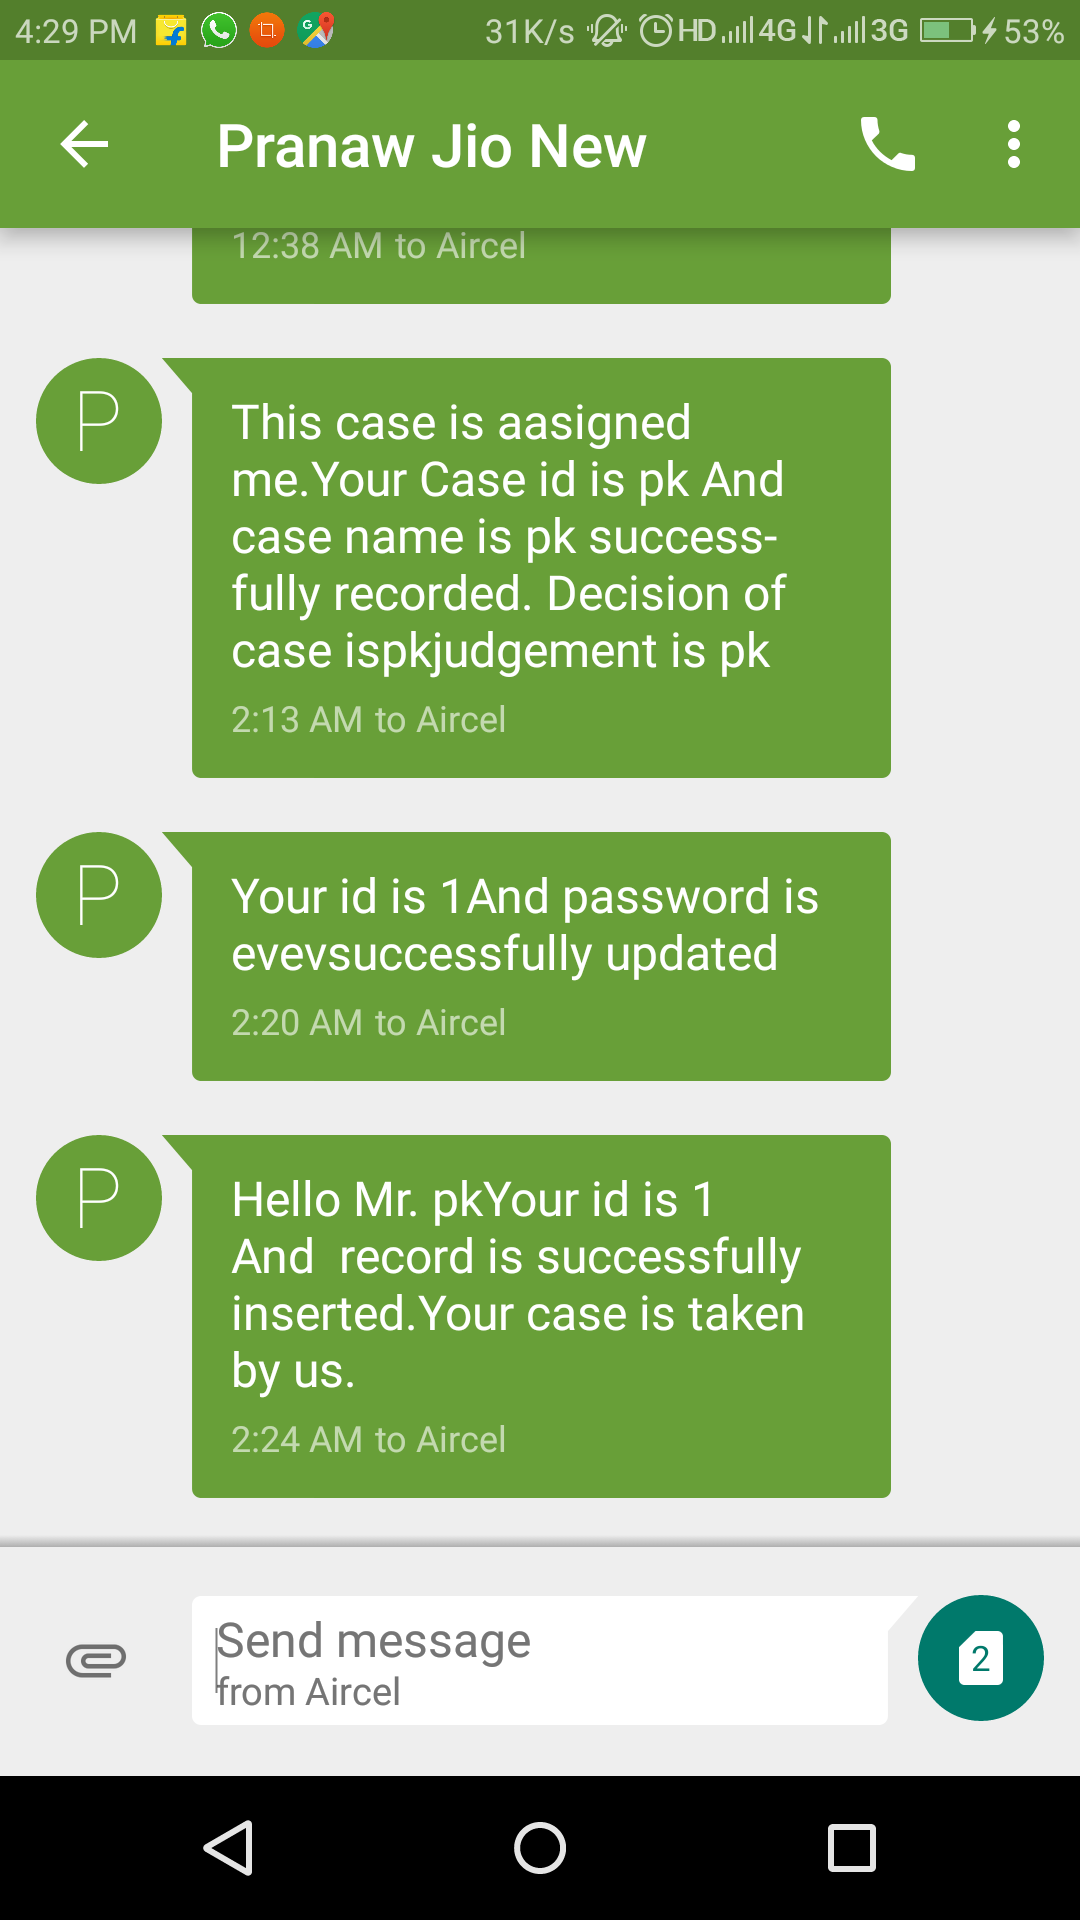 4:29 PM 31K/s HD 4G 3G 53%
Pranaw Jio New
12:38 AM to Aircel
P
This case is aasigned
me.Your Case id is pk And
case name is pk success-
fully recorded. Decision of
case ispkjudgement is pk
2:13 AM to Aircel
P
Your id is 1And password is
evevsuccessfully updated
2:20 AM to Aircel
P
Hello Mr. pkYour id is 1
And  record is successfully
inserted.Your case is taken
by us.
2:24 AM to Aircel
Send message
from Aircel
2